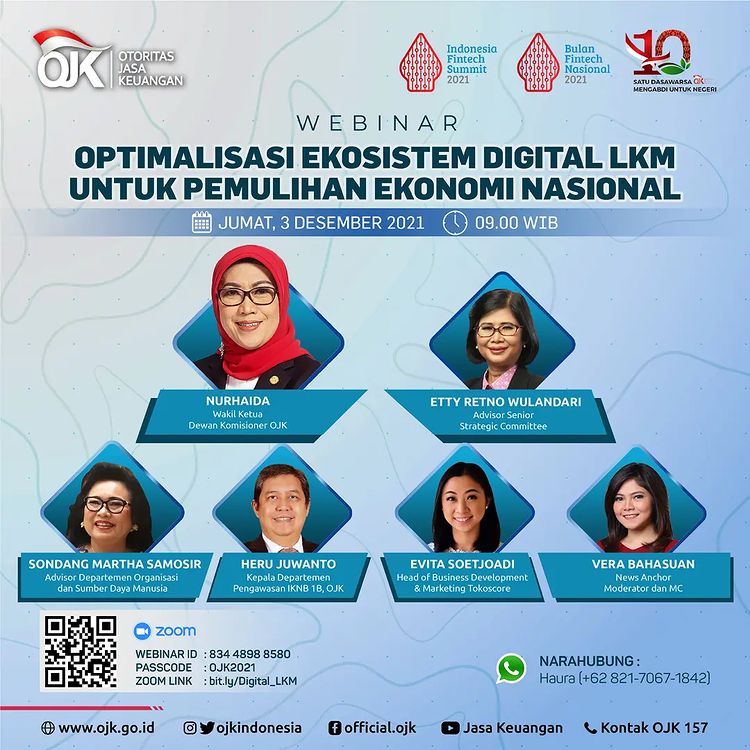 OJK
OTORITAS
JASA
KEUANGAN
Indonesia
Fintech
Summit
2021
Bulan
Fintech
Nasional
2021
10
SATU DASAWARSA OJK
MENGABDI UNTUK NEGERI
WEBINAR
OPTIMALISASI EKOSISTEM DIGITAL LKM
UNTUK PEMULIHAN EKONOMI NASIONAL
JUMAT, 3 DESEMBER 2021 09.00 WIB
NURHAIDA
Wakil Ketua
Dewan Komisioner OJK
ETTY RETNO WULANDARI
Advisor Senior
Strategic Committee
SONDANG MARTHA SAMOSIR
Advisor Departemen Organisasi
dan Sumber Daya Manusia
HERU JUWANTO
Kepala Departemen
Pengawasan IKNB 1B, OJK
EVITA SOETJOADI
Head of Business Development
& Marketing Tokoscore
VERA BAHASUAN
News Anchor
Moderator dan MC
zoom
WEBINAR ID : 834 4898 8580
PASSCODE : OJK2021
ZOOM LINK : bit.ly/Digital_LKM
NARAHUBUNG :
Haura (+62 821-7067-1842)
www.ojk.go.id ojkindonesia official.ojk Jasa Keuangan Kontak OJK 157